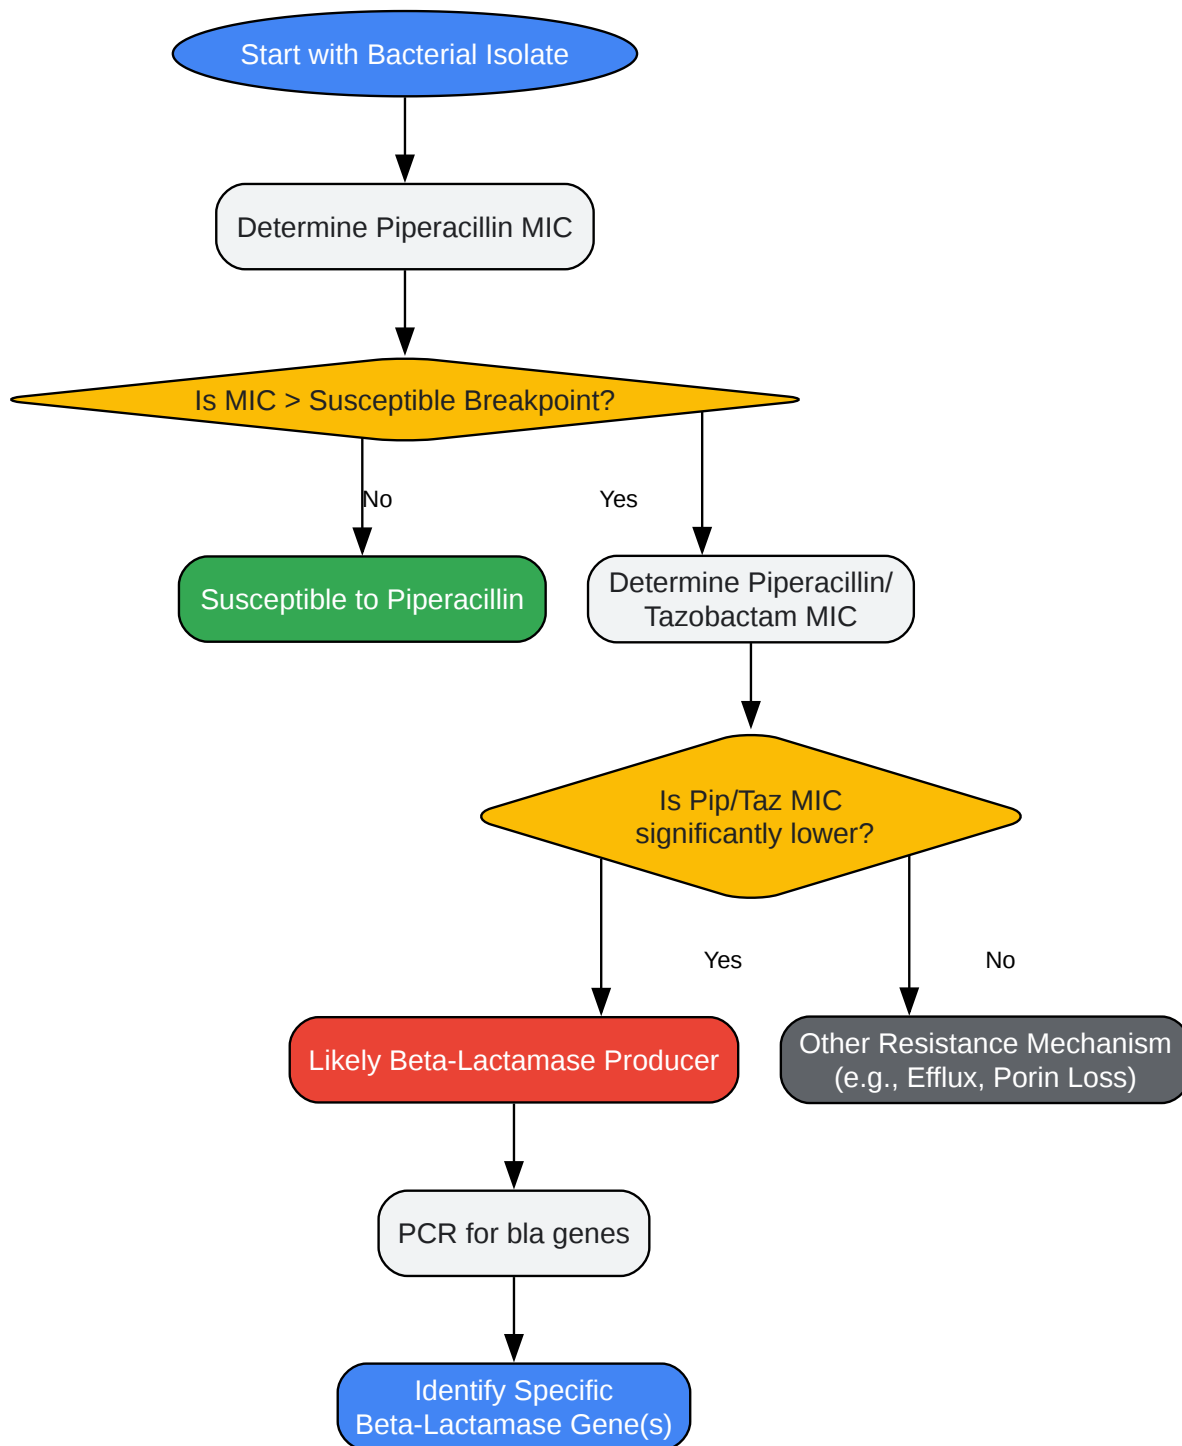 Start with Bacterial Isolate
Determine Piperacillin MIC
Is MIC > Susceptible Breakpoint?
No
Yes
Susceptible to Piperacillin
Determine Piperacillin/
Tazobactam MIC
Is Pip/Taz MIC
significantly lower?
Yes
No
Likely Beta-Lactamase Producer
Other Resistance Mechanism
(e.g., Efflux, Porin Loss)
PCR for bla genes
Identify Specific
Beta-Lactamase Gene(s)